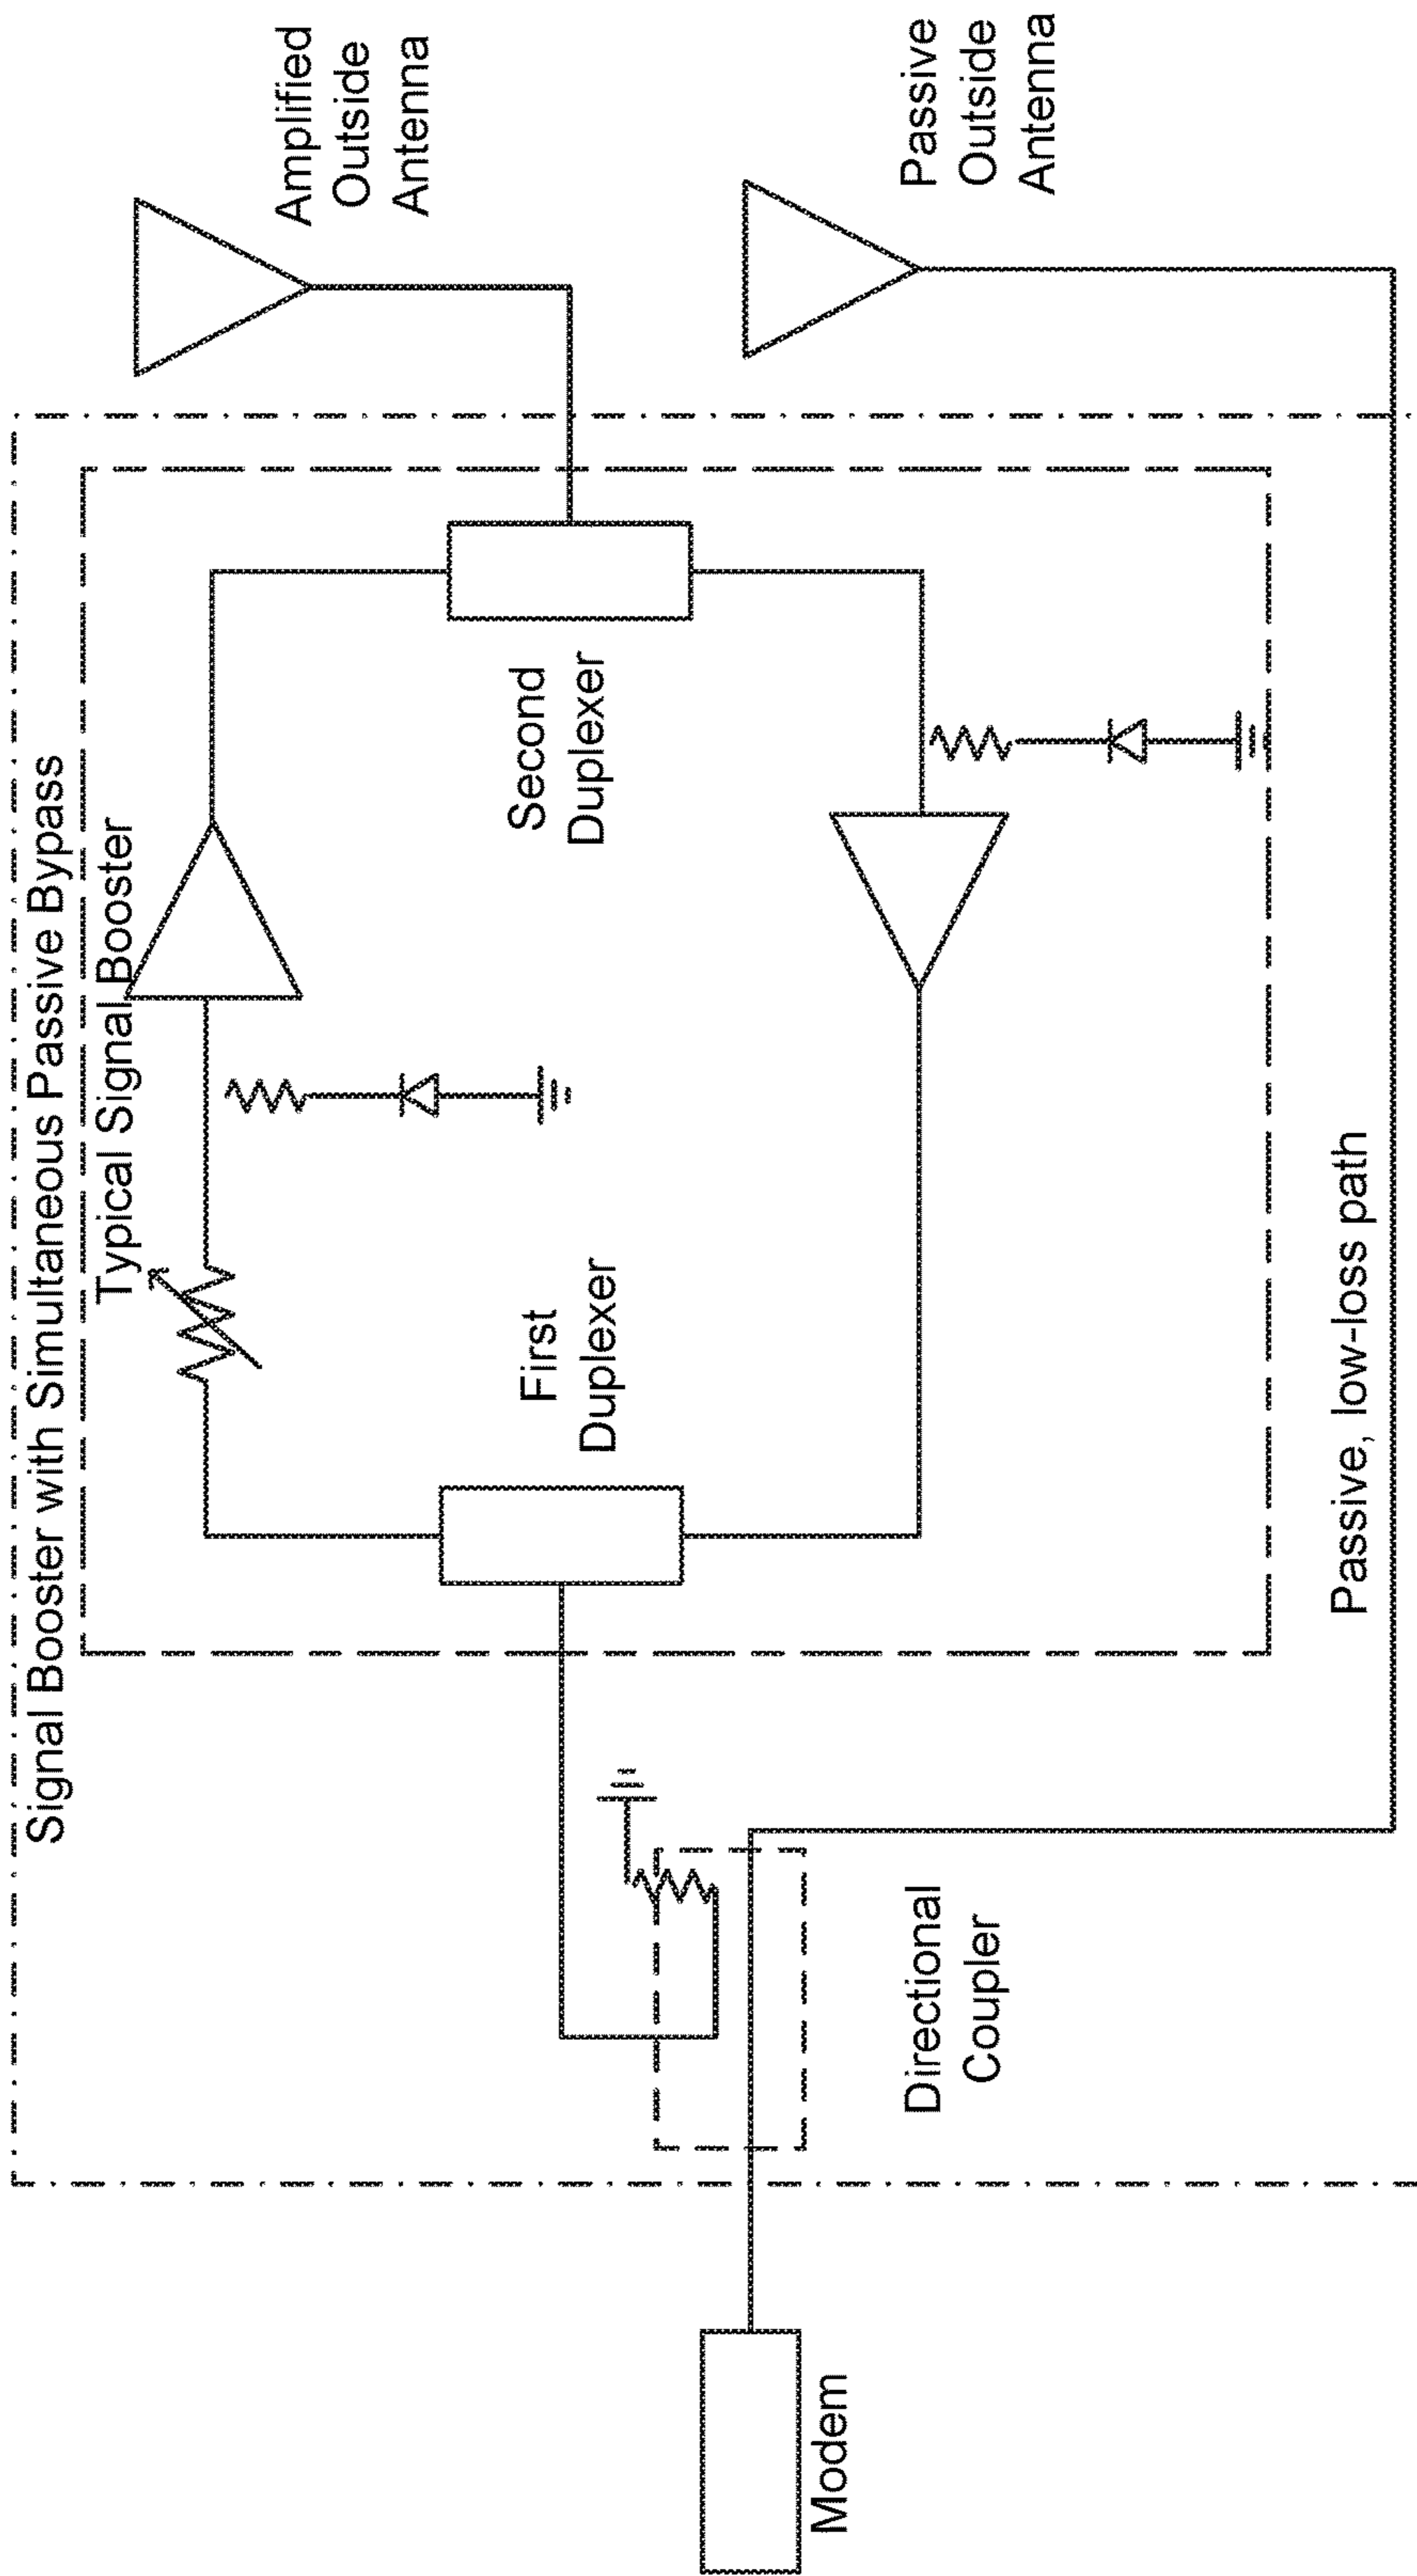 Signal Booster with Simultaneous Passive Bypass
Typical Signal Booster
Amplified
Outside
Antenna
First
Duplexer
Second
Duplexer
Passive
Outside
Antenna
Directional
Coupler
Modem
Passive, low-loss path